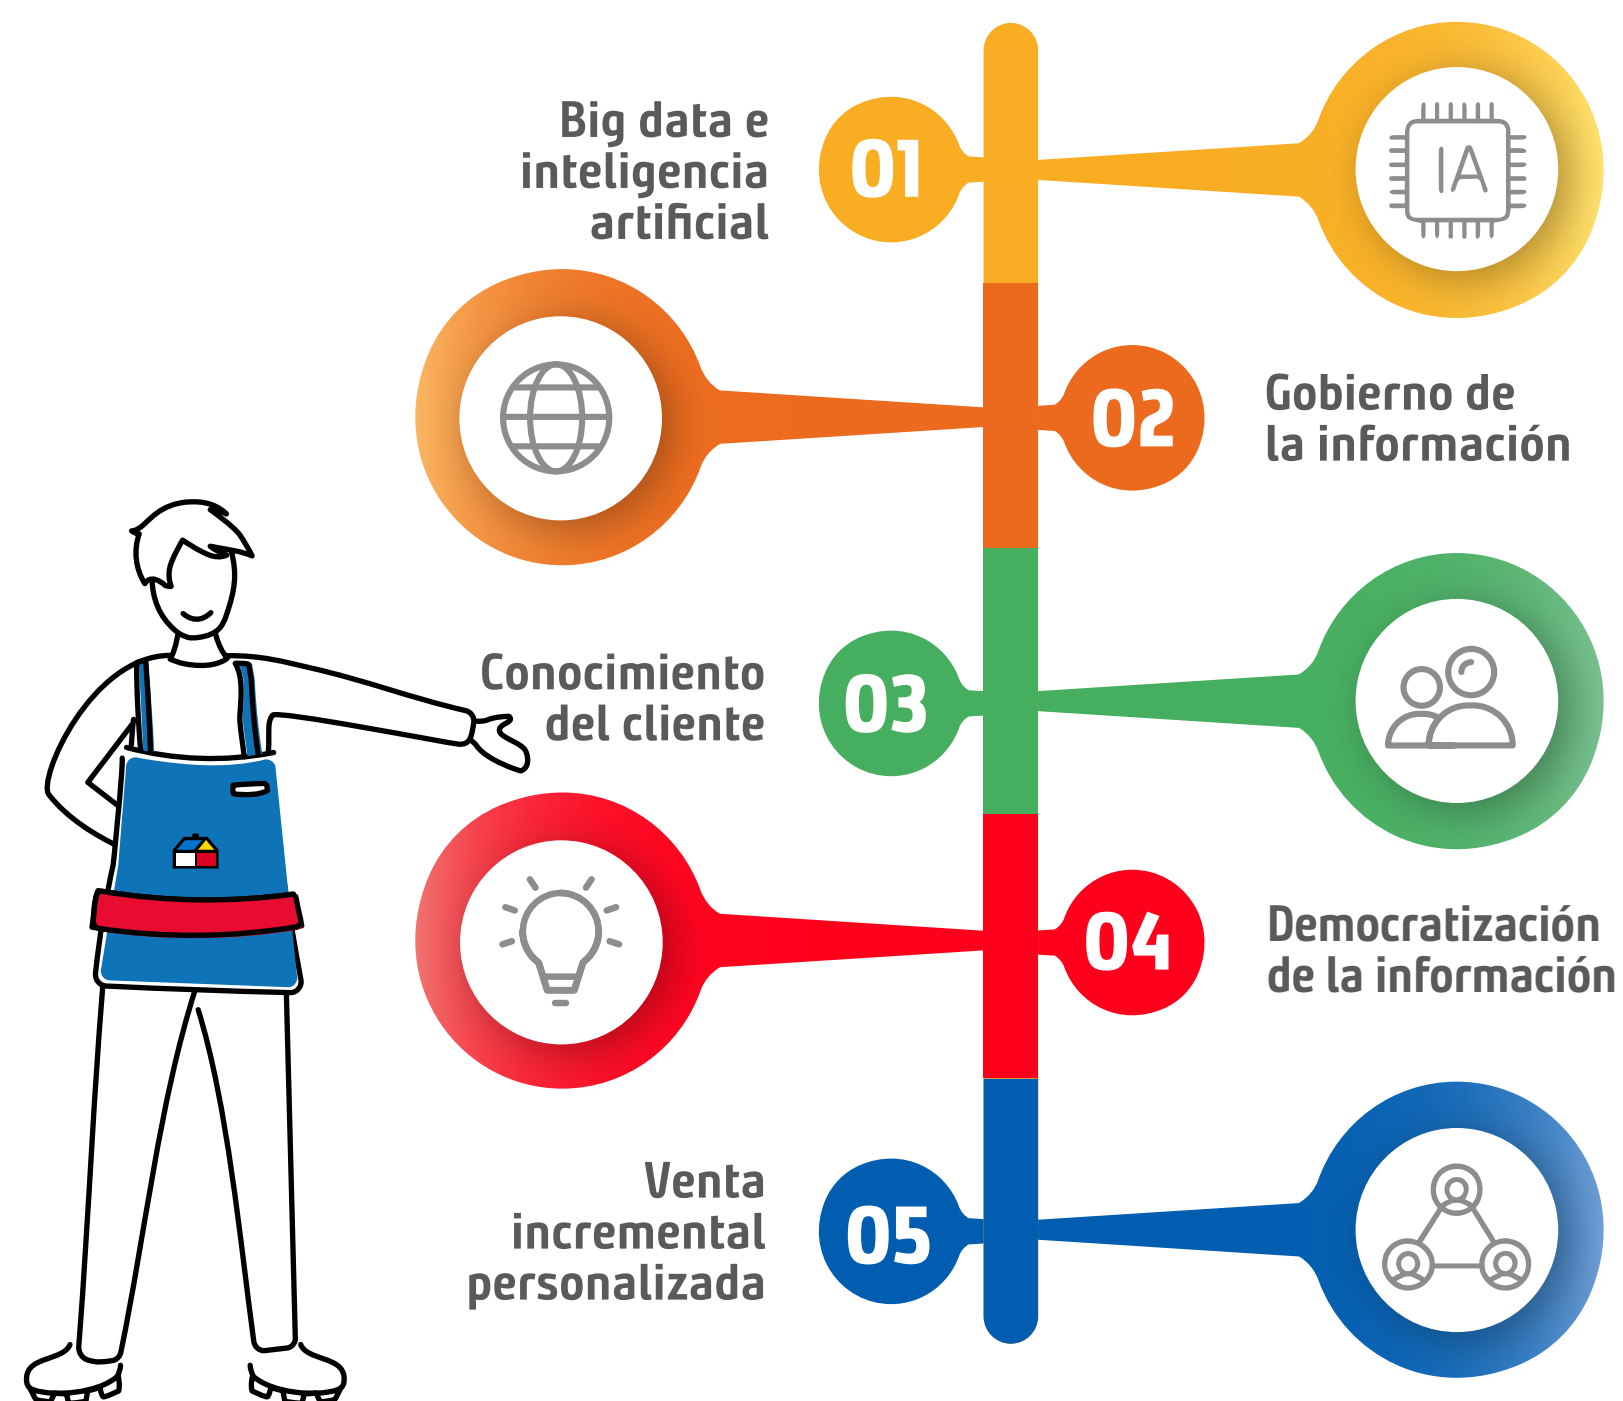 Big data e
inteligencia
artificial
01
IA
02
Gobierno de
la información
Conocimiento
del cliente
03
04
Democratización
de la información
Venta
incremental
personalizada
05